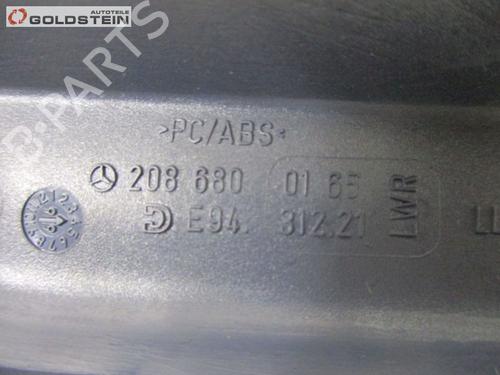 AUTOTEILE
GOLDSTEIN
B-PARTS
>PC/ABS<
208 680 01 65
E94. 312.21
LWR